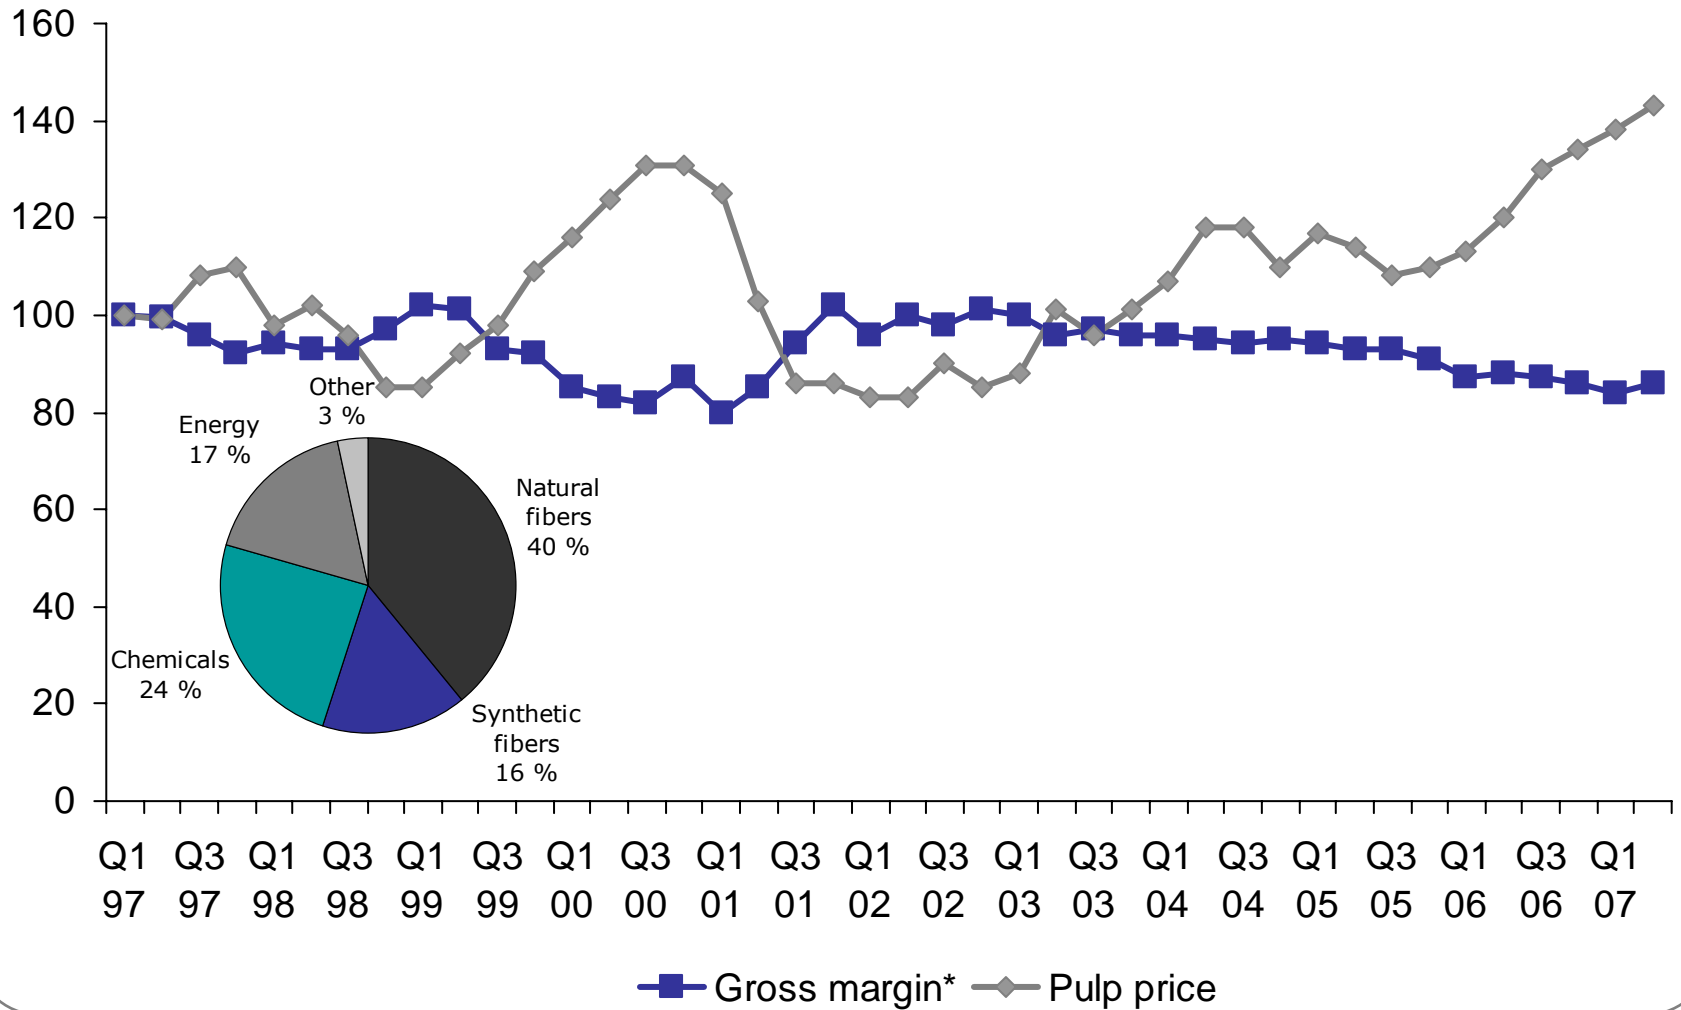 160
140
120
100
80
60
40
20
0
Other
3 %
Energy
17 %
Natural
fibers
40 %
Chemicals
24 %
Synthetic
fibers
16 %
Q1 Q3 Q1 Q3 Q1 Q3 Q1 Q3 Q1 Q3 Q1 Q3 Q1 Q3 Q1 Q3 Q1 Q3 Q1 Q3 Q1
97 97 98 98 99 99 00 00 01 01 02 02 03 03 04 04 05 05 06 06 07
Gross margin* Pulp price